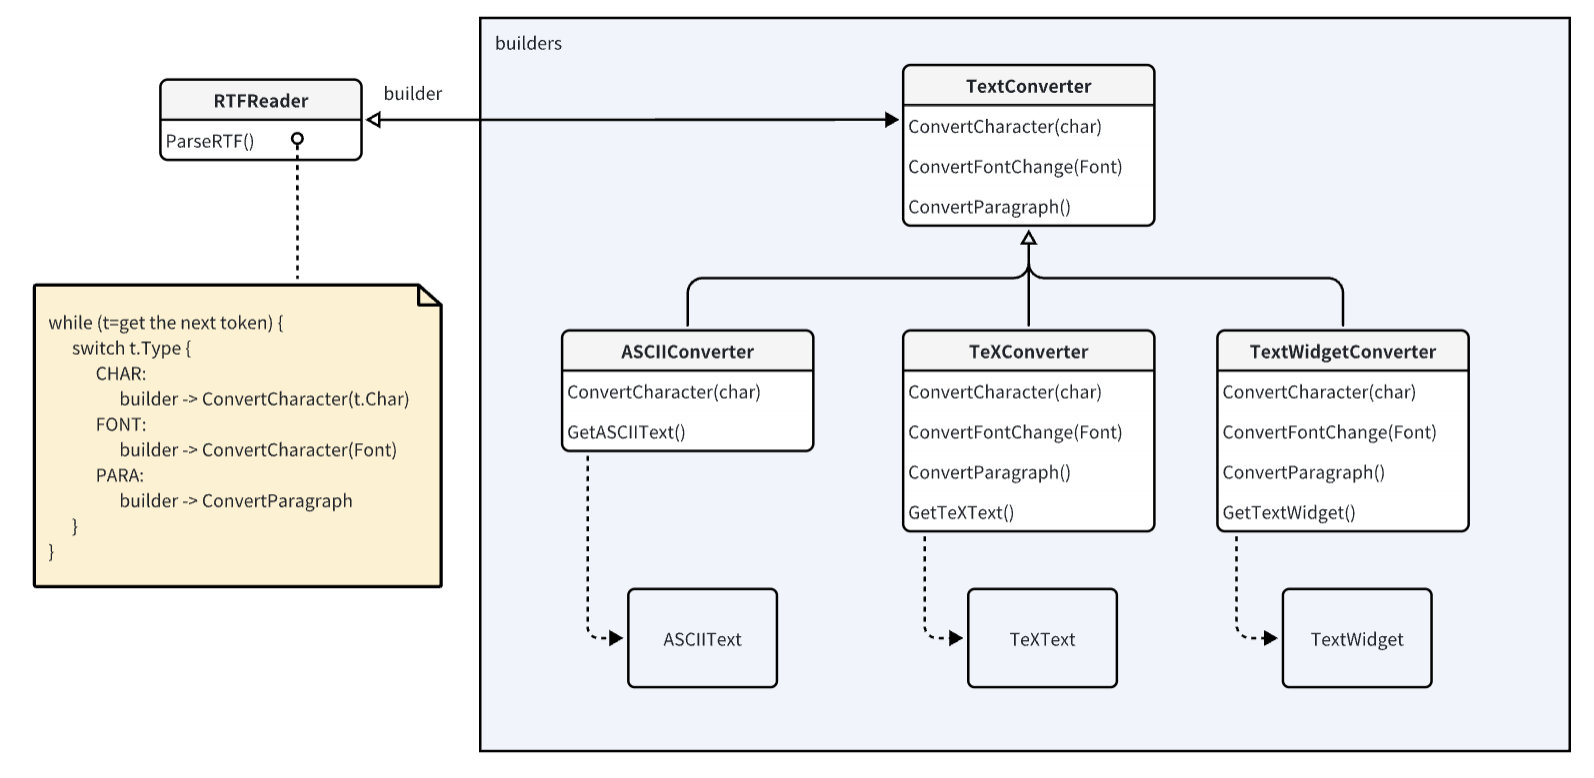 builders
RTFReader
ParseRTF()
builder
TextConverter
ConvertCharacter(char)
ConvertFontChange(Font)
ConvertParagraph()
while (t=get the next token) {
switch t.Type {
CHAR:
builder -> ConvertCharacter(t.Char)
FONT:
builder -> ConvertCharacter(Font)
PARA:
builder -> ConvertParagraph
}
}
ASCIIConverter
ConvertCharacter(char)
GetASCIIText()
TeXConverter
ConvertCharacter(char)
ConvertFontChange(Font)
ConvertParagraph()
GetTeXText()
TextWidgetConverter
ConvertCharacter(char)
ConvertFontChange(Font)
ConvertParagraph()
GetTextWidget()
ASCIIText
TeXText
TextWidget